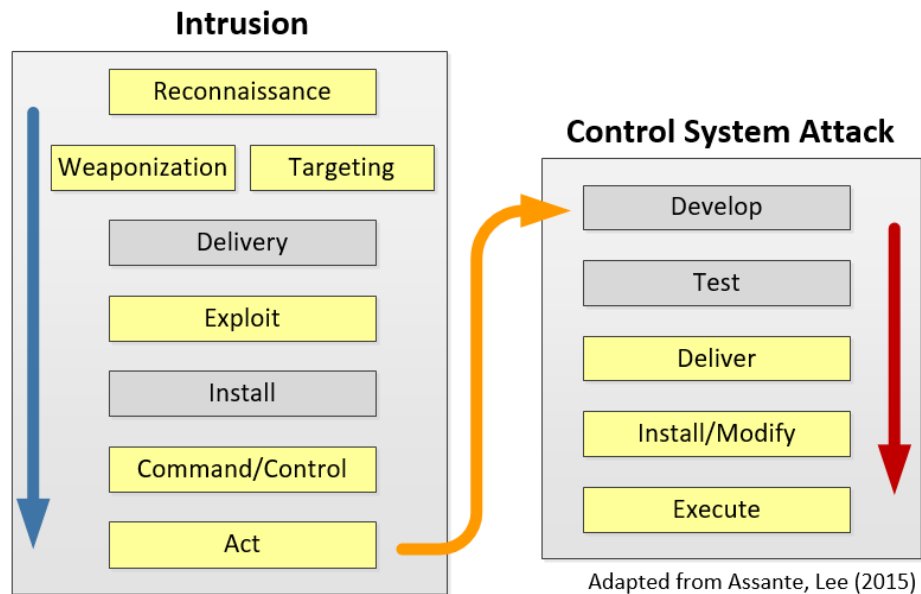 Intrusion
Reconnaissance
Weaponization
Targeting
Delivery
Exploit
Install
Command/Control
Act
Control System Attack
Develop
Test
Deliver
Install/Modify
Execute
Adapted from Assante, Lee (2015)